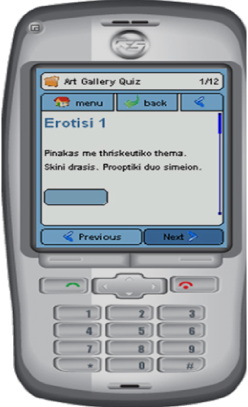 Art Gallery Quiz 1/12
menu back
Erotisi 1
Pinakas me thriskeutiko thema.
Skini drasis. Prooptiki duo simeion.
Previous Next
1 2 3
4 5 6
7 8 9
* 0 #